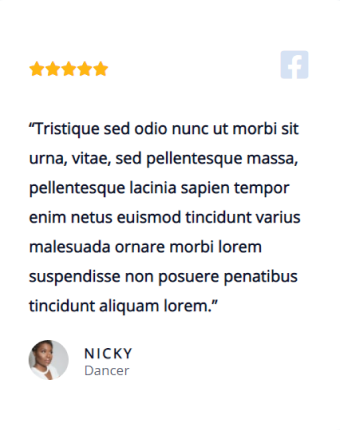 “Tristique sed odio nunc ut morbi sit
urna, vitae, sed pellentesque massa,
pellentesque lacinia sapien tempor
enim netus euismod tincidunt varius
malesuada ornare morbi lorem
suspendisse non posuere penatibus
tincidunt aliquam lorem.”
NICKY
Dancer